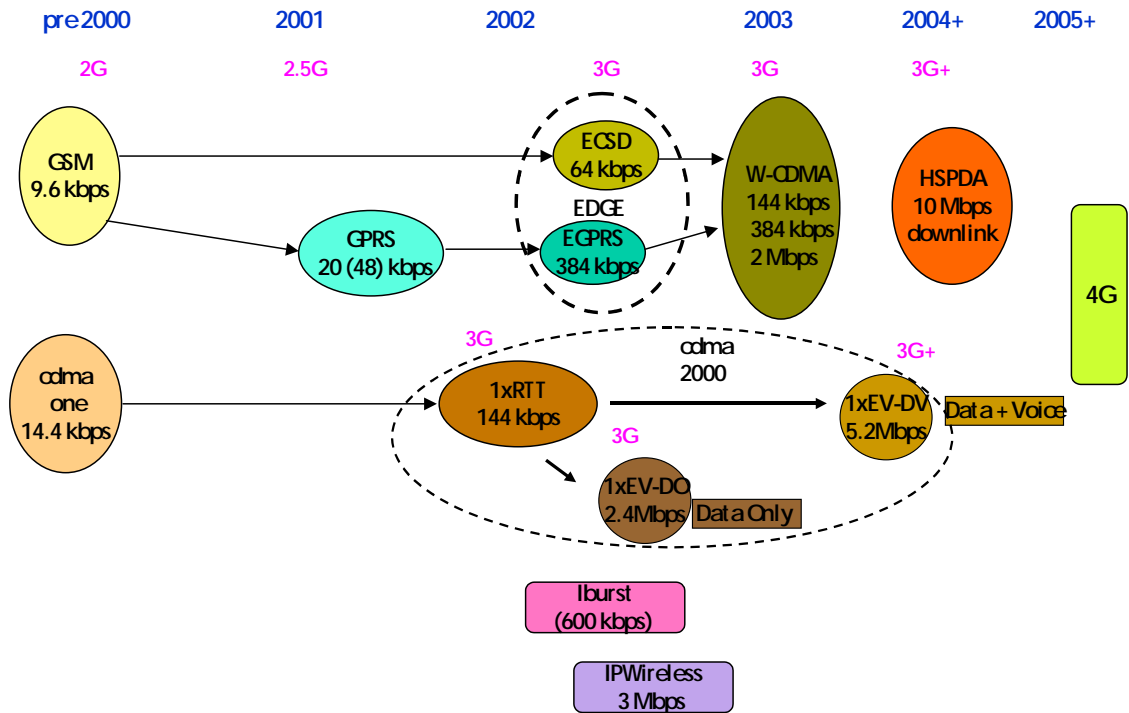 pre 2000 2001 2002 2003 2004+ 2005+
2G 2.5G 3G 3G 3G+
GSM
9.6 kbps
ECSD
64 kbps
EDGE
EGPRS
384 kbps
GPRS
20 (48) kbps
W-CDMA
144 kbps
384 kbps
2 Mbps
HSPDA
10 Mbps
downlink
4G
3G
cdma
2000
3G+
cdma
one
14.4 kbps
1xRTT
144 kbps
1xEV-DV
5.2Mbps
Data + Voice
3G
1xEV-DO
2.4Mbps
Data Only
Iburst
(600 kbps)
IPWireless
3 Mbps